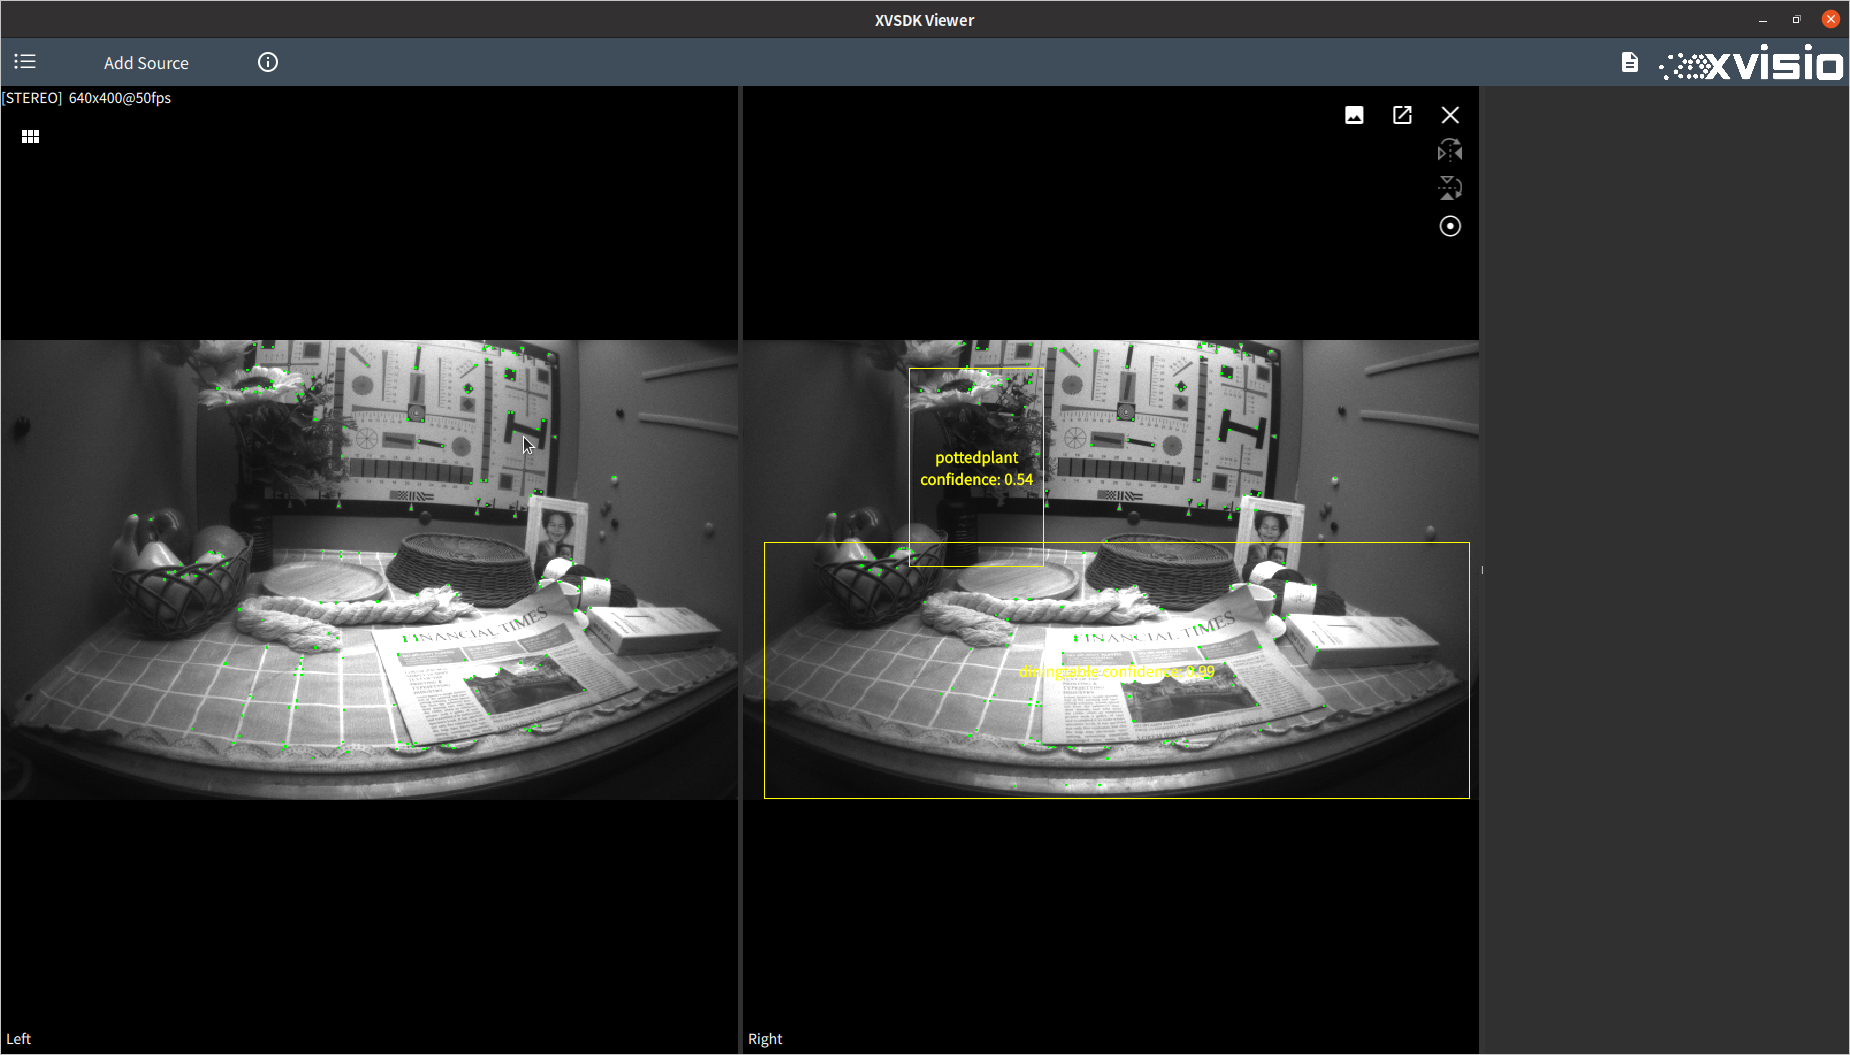 XVSDK Viewer
Add Source
xvisio
[STEREO] 640x400@50fps
pottedplant
confidence: 0.54
FINANCIAL TIMES
FINANCIAL TIMES
diningtable confidence: 0.99
Left
Right